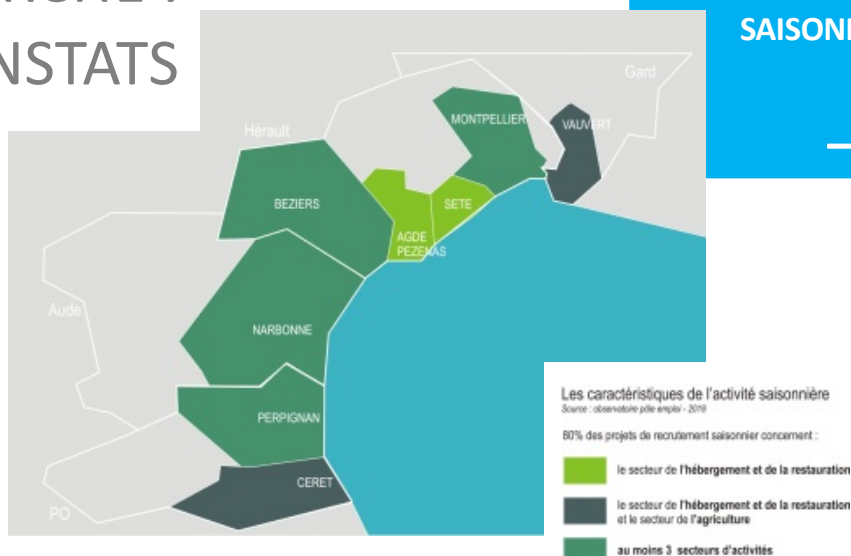 NSTATS
SAISONN
Gard
Hérault
MONTPELLIER
VAUVERT
BEZIERS
SETE
AGDE
PEZENAS
Aude
NARBONNE
PERPIGNAN
CERET
PO
Les caractéristiques de l'activité saisonnière
Source : observatoire pôle emploi - 2018
80% des projets de recrutement saisonnier concernent :
le secteur de l'hébergement et de la restauration
le secteur de l'hébergement et de la restauration
et le secteur de l'agriculture
au moins 3 secteurs d'activités